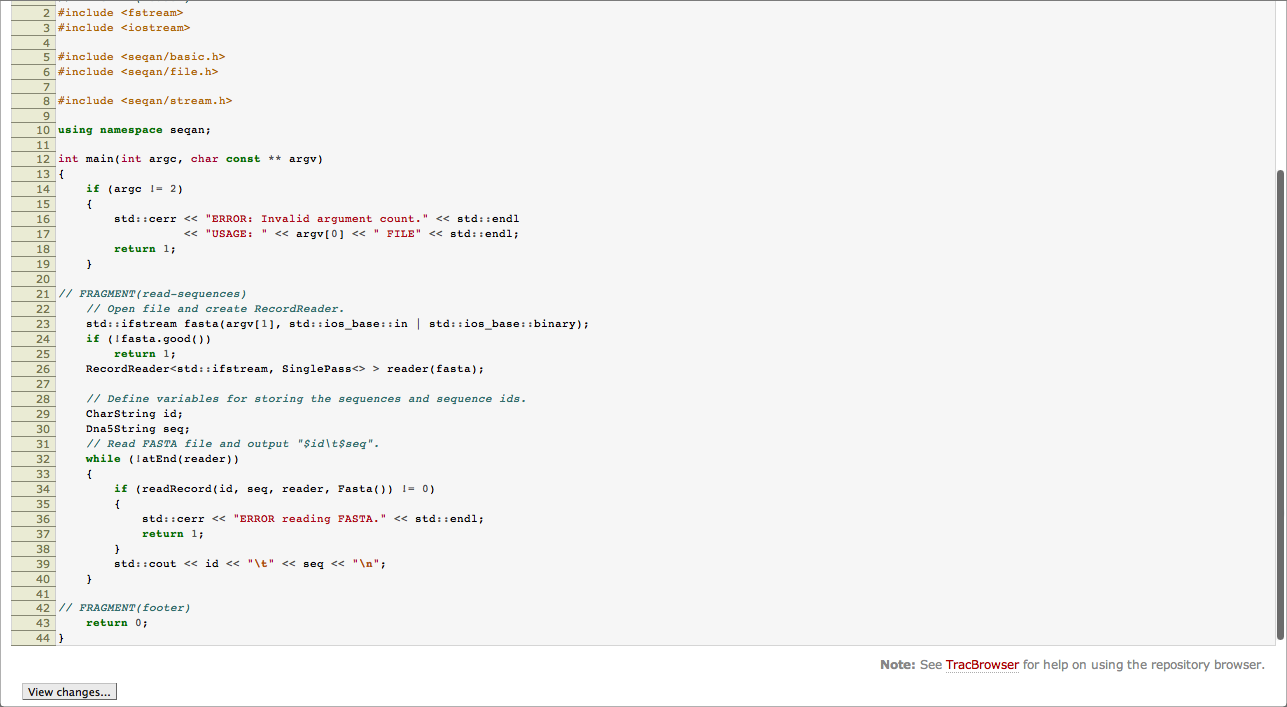 2 #include <fstream>
3 #include <iostream>
4
5 #include <seqan/basic.h>
6 #include <seqan/file.h>
7
8 #include <seqan/stream.h>
9
10 using namespace seqan;
11
12 int main(int argc, char const ** argv)
13 {
14     if (argc != 2)
15     {
16         std::cerr << "ERROR: Invalid argument count." << std::endl
17                   << "USAGE: " << argv[0] << " FILE" << std::endl;
18         return 1;
19     }
20
21 // FRAGMENT(read-sequences)
22     // Open file and create RecordReader.
23     std::ifstream fasta(argv[1], std::ios_base::in | std::ios_base::binary);
24     if (!fasta.good())
25         return 1;
26     RecordReader<std::ifstream, SinglePass<> > reader(fasta);
27
28     // Define variables for storing the sequences and sequence ids.
29     CharString id;
30     Dna5String seq;
31     // Read FASTA file and output "$id\t$seq".
32     while (!atEnd(reader))
33     {
34         if (readRecord(id, seq, reader, Fasta()) != 0)
35         {
36             std::cerr << "ERROR reading FASTA." << std::endl;
37             return 1;
38         }
39         std::cout << id << "\t" << seq << "\n";
40     }
41
42 // FRAGMENT(footer)
43     return 0;
44 }
Note: See TracBrowser for help on using the repository browser.
View changes...